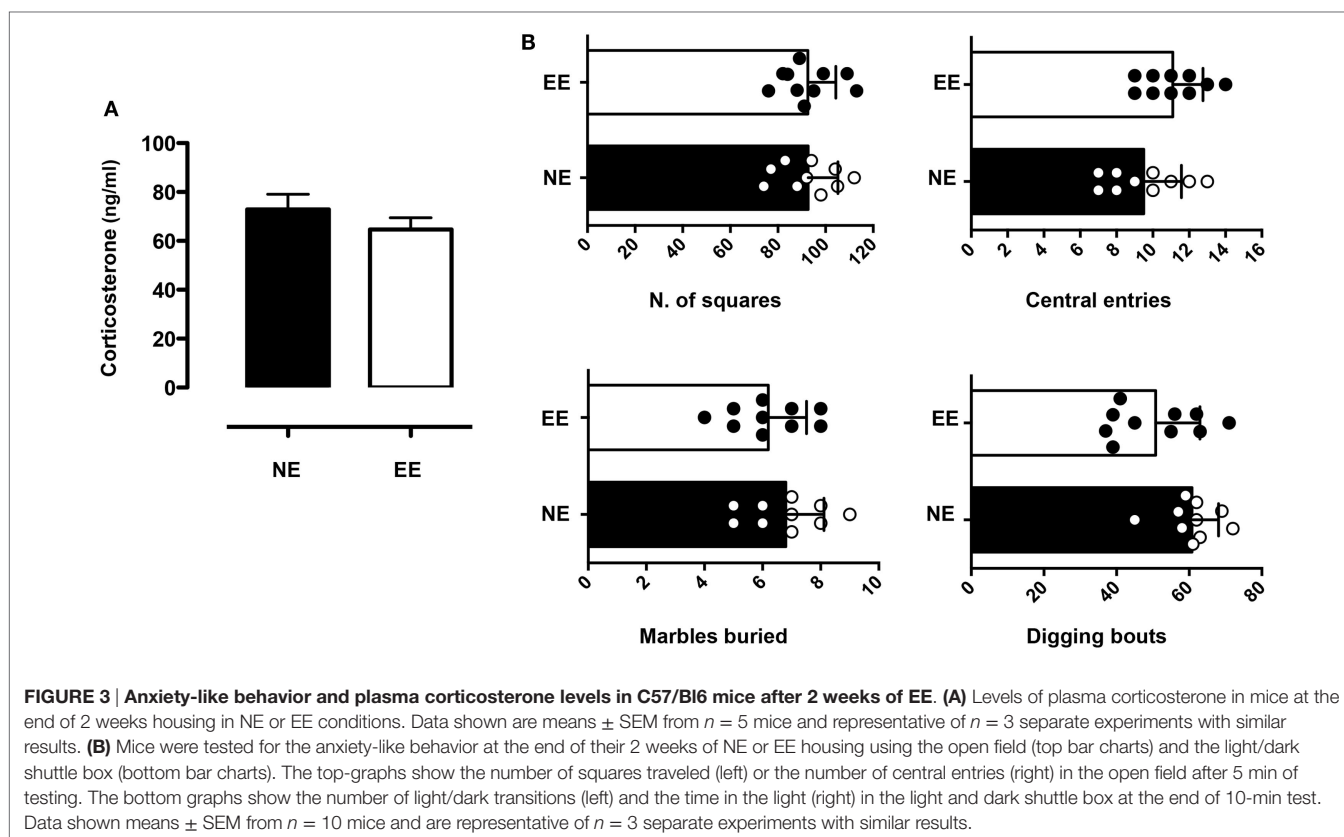 A
Corticosterone (ng/ml)
100
80
60
40
20
0
NE
EE
B
EE
NE
0 20 40 60 80 100 120
N. of squares
EE
NE
0 2 4 6 8 10 12 14 16
Central entries
EE
NE
0 2 4 6 8 10
Marbles buried
EE
NE
0 20 40 60 80
Digging bouts
FIGURE 3 | Anxiety-like behavior and plasma corticosterone levels in C57/Bl6 mice after 2 weeks of EE. (A) Levels of plasma corticosterone in mice at the
end of 2 weeks housing in NE or EE conditions. Data shown are means ± SEM from n = 5 mice and representative of n = 3 separate experiments with similar
results. (B) Mice were tested for the anxiety-like behavior at the end of their 2 weeks of NE or EE housing using the open field (top bar charts) and the light/dark
shuttle box (bottom bar charts). The top-graphs show the number of squares traveled (left) or the number of central entries (right) in the open field after 5 min of
testing. The bottom graphs show the number of light/dark transitions (left) and the time in the light (right) in the light and dark shuttle box at the end of 10-min test.
Data shown means ± SEM from n = 10 mice and are representative of n = 3 separate experiments with similar results.